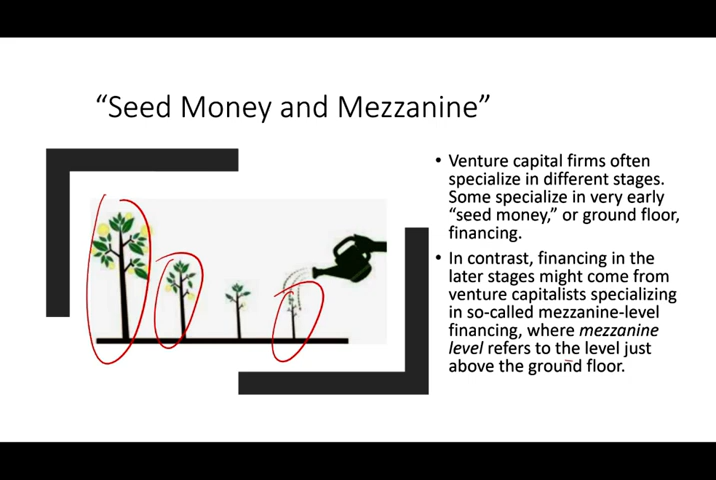 “Seed Money and Mezzanine”
• Venture capital firms often
specialize in different stages.
Some specialize in very early
“seed money,” or ground floor,
financing.
• In contrast, financing in the
later stages might come from
venture capitalists specializing
in so-called mezzanine-level
financing, where mezzanine
level refers to the level just
above the ground floor.